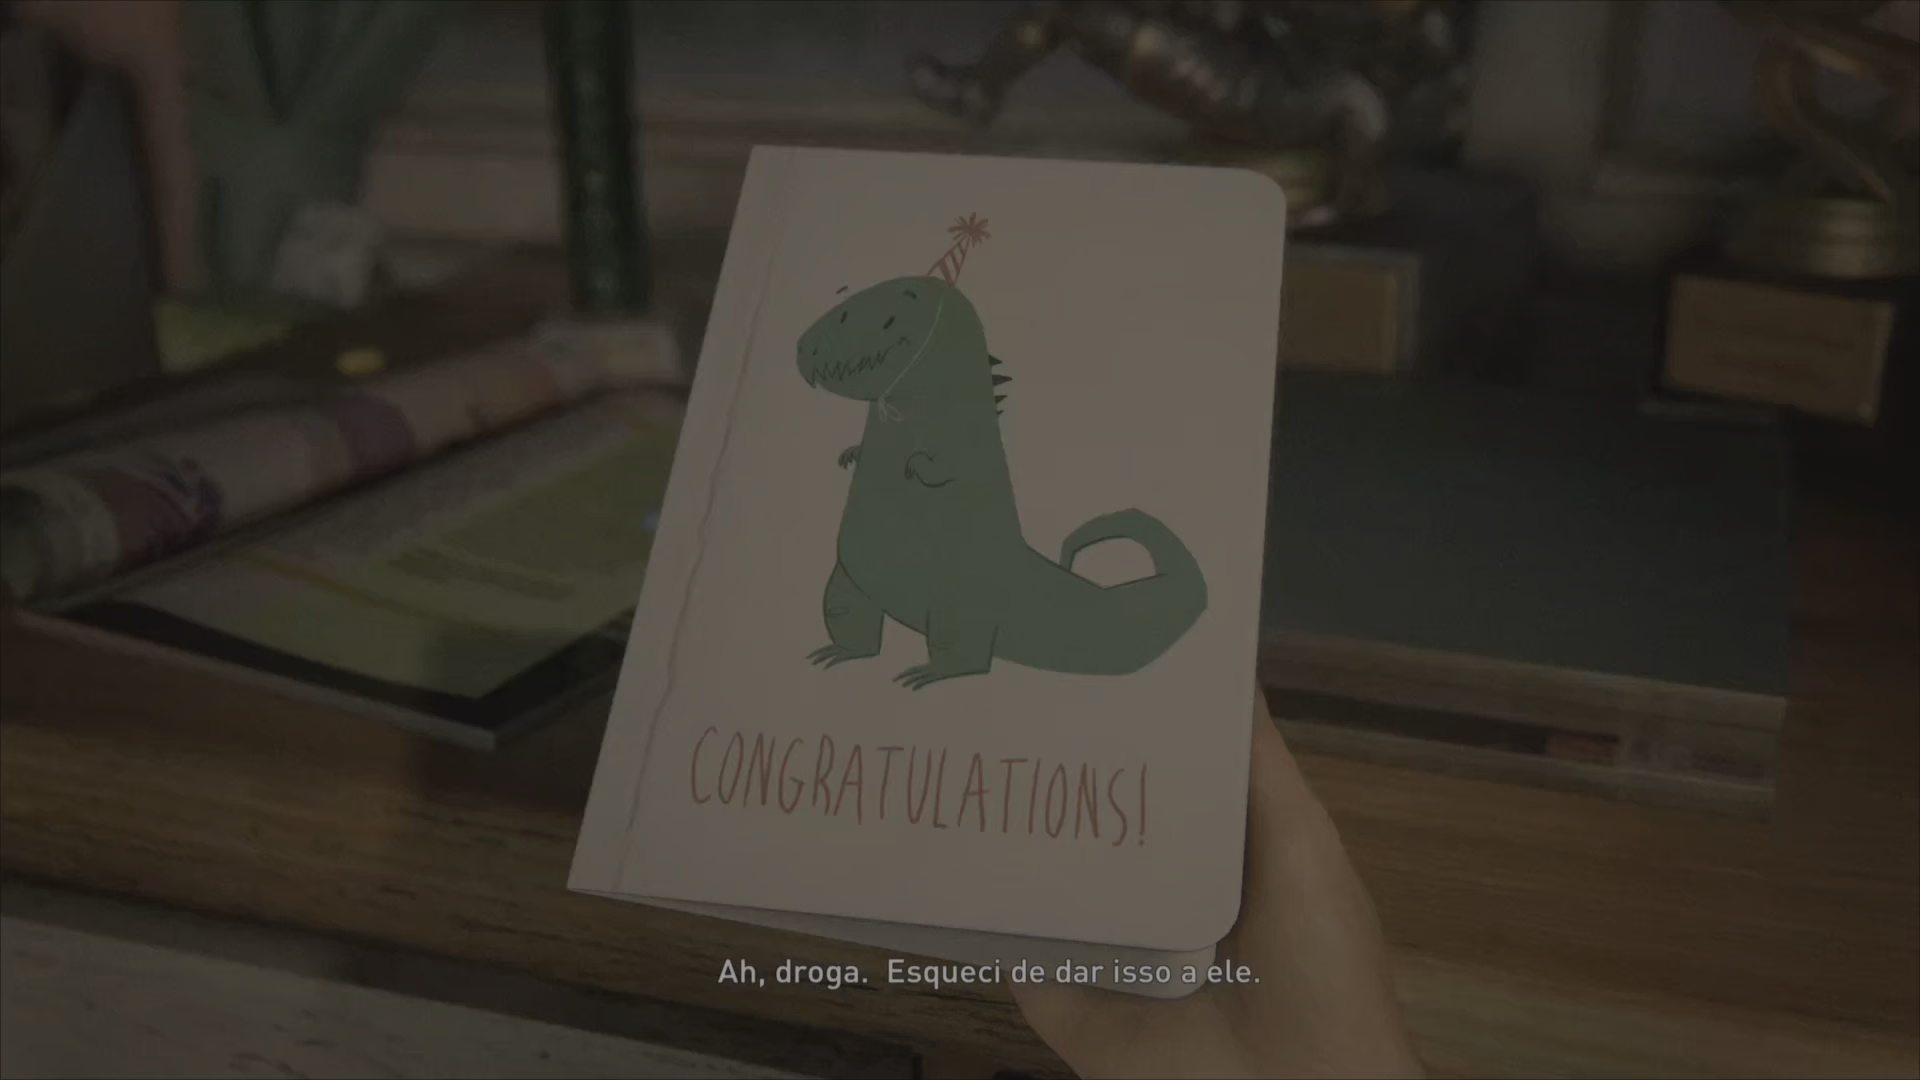 CONGRATULATIONS!
Ah, droga. Esqueci de dar isso a ele.